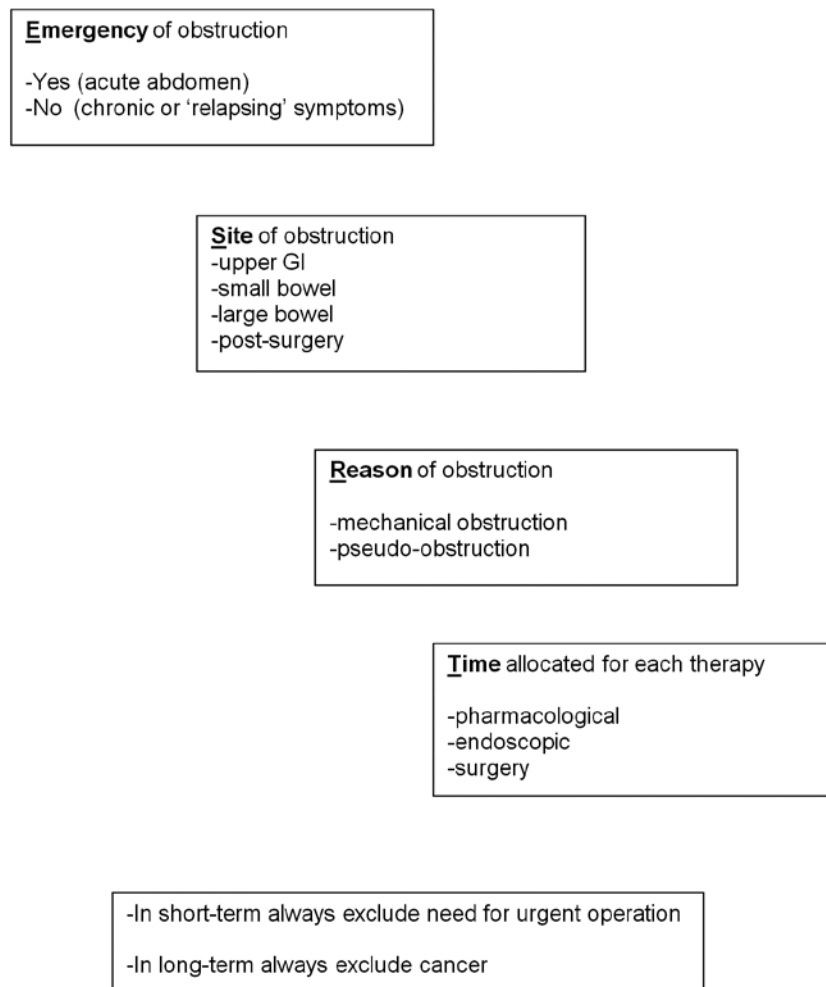 Emergency of obstruction
-Yes (acute abdomen)
-No (chronic or ‘relapsing’ symptoms)
Site of obstruction
-upper GI
-small bowel
-large bowel
-post-surgery
Reason of obstruction
-mechanical obstruction
-pseudo-obstruction
Time allocated for each therapy
-pharmacological
-endoscopic
-surgery
-In short-term always exclude need for urgent operation
-In long-term always exclude cancer